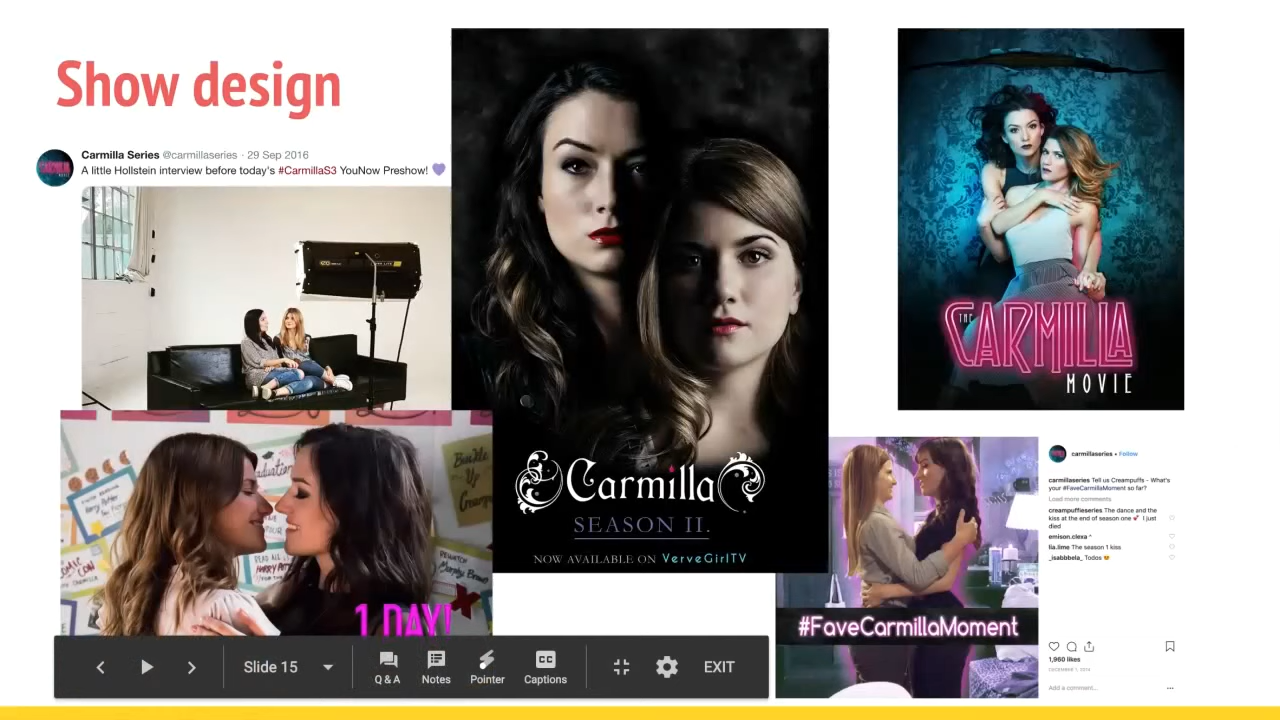 Show design
Carmilla Series @carmillaseries · 29 Sep 2016
A little Hollstein interview before today's #CarmillaS3 YouNow Preshow! 💜
Carmilla
SEASON II.
NOW AVAILABLE ON VerveGirlTV
THE
CARMILLA
MOVIE
1 DAY!
#FaveCarmillaMoment
carmillaseries • Follow
carmillaseries Tell us Creampuffs - What's
your #FaveCarmillaMoment so far?
Load more comments
creampuffieseries The dance and the
kiss at the end of season one 💕 I just
died
emison.clexa ^
lla.lime The season 1 kiss
_isabbbela_ Todos 😍
1,960 likes
Add a comment...
Slide 15
Q & A
Notes
Pointer
Captions
EXIT